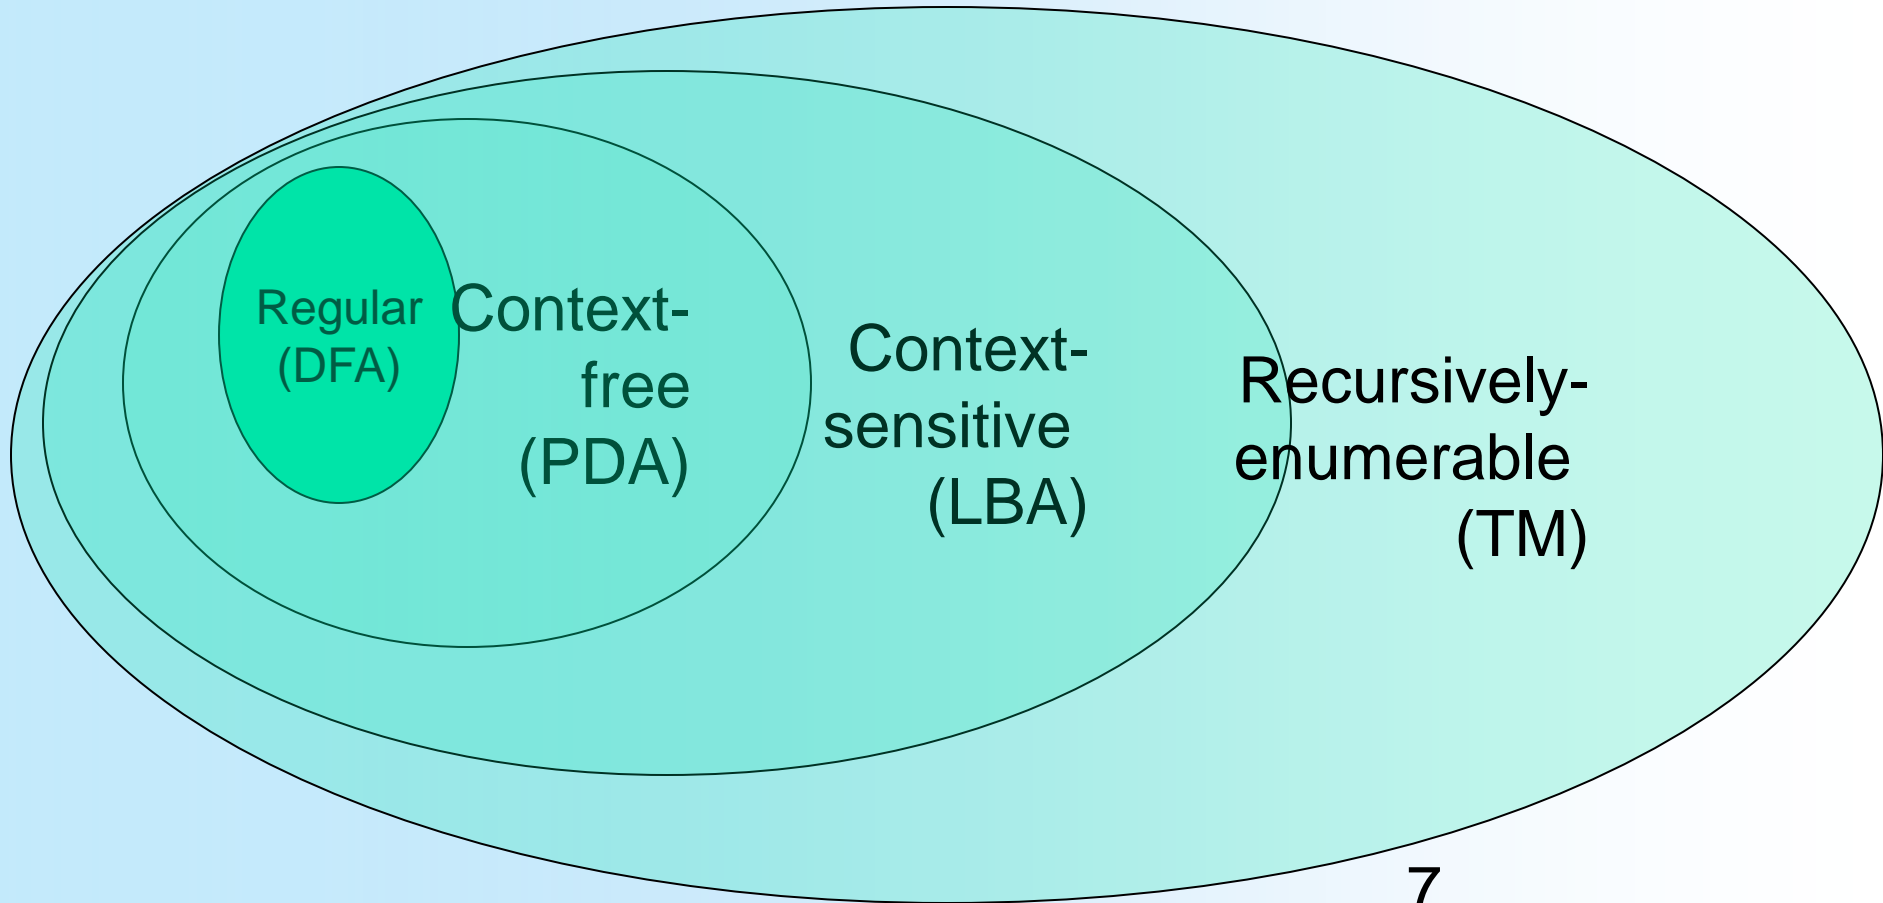 Regular
(DFA)
Context-
free
(PDA)
Context-
sensitive
(LBA)
Recursively-
enumerable
(TM)
7